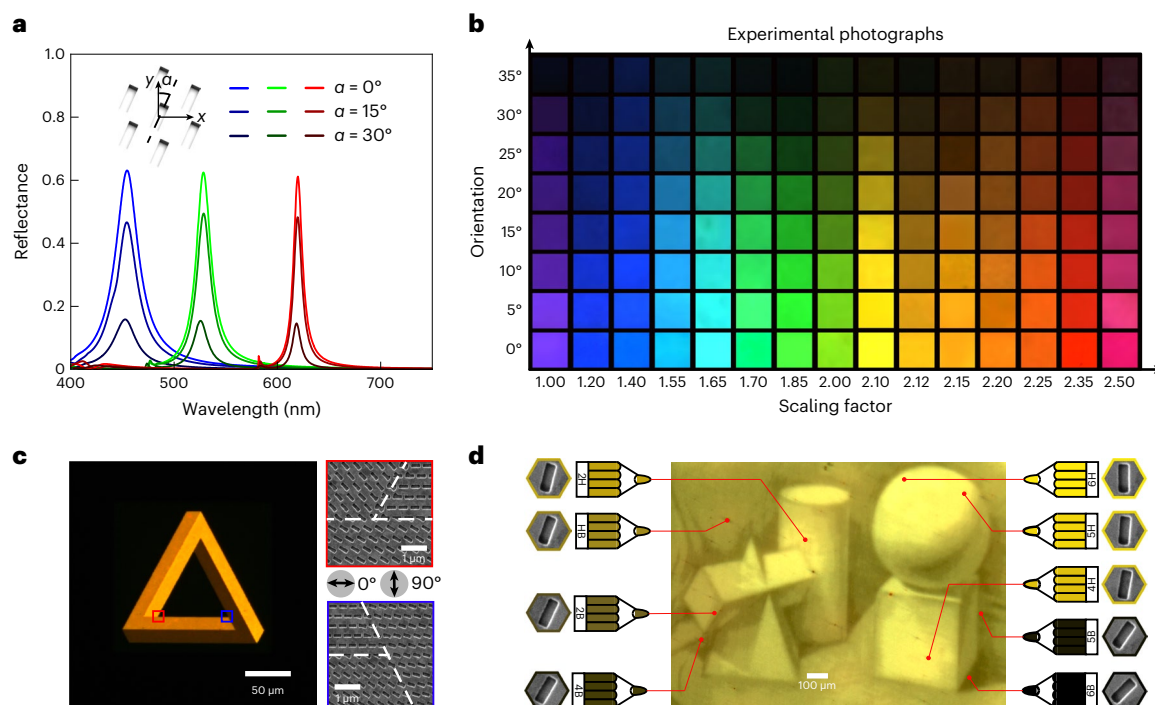 a
1.0
0.8
0.6
0.4
0.2
0
Reflectance
y
α
x
α = 0°
α = 15°
α = 30°
400
500
600
700
Wavelength (nm)
b
Experimental photographs
35°
30°
25°
20°
15°
10°
5°
0°
Orientation
1.00 1.20 1.40 1.55 1.65 1.70 1.85 2.00 2.10 2.12 2.15 2.20 2.25 2.35 2.50
Scaling factor
c
50 μm
1 μm
0° 90°
1 μm
d
2H
HB
2B
4B
100 μm
6H
5H
4H
5B
6B